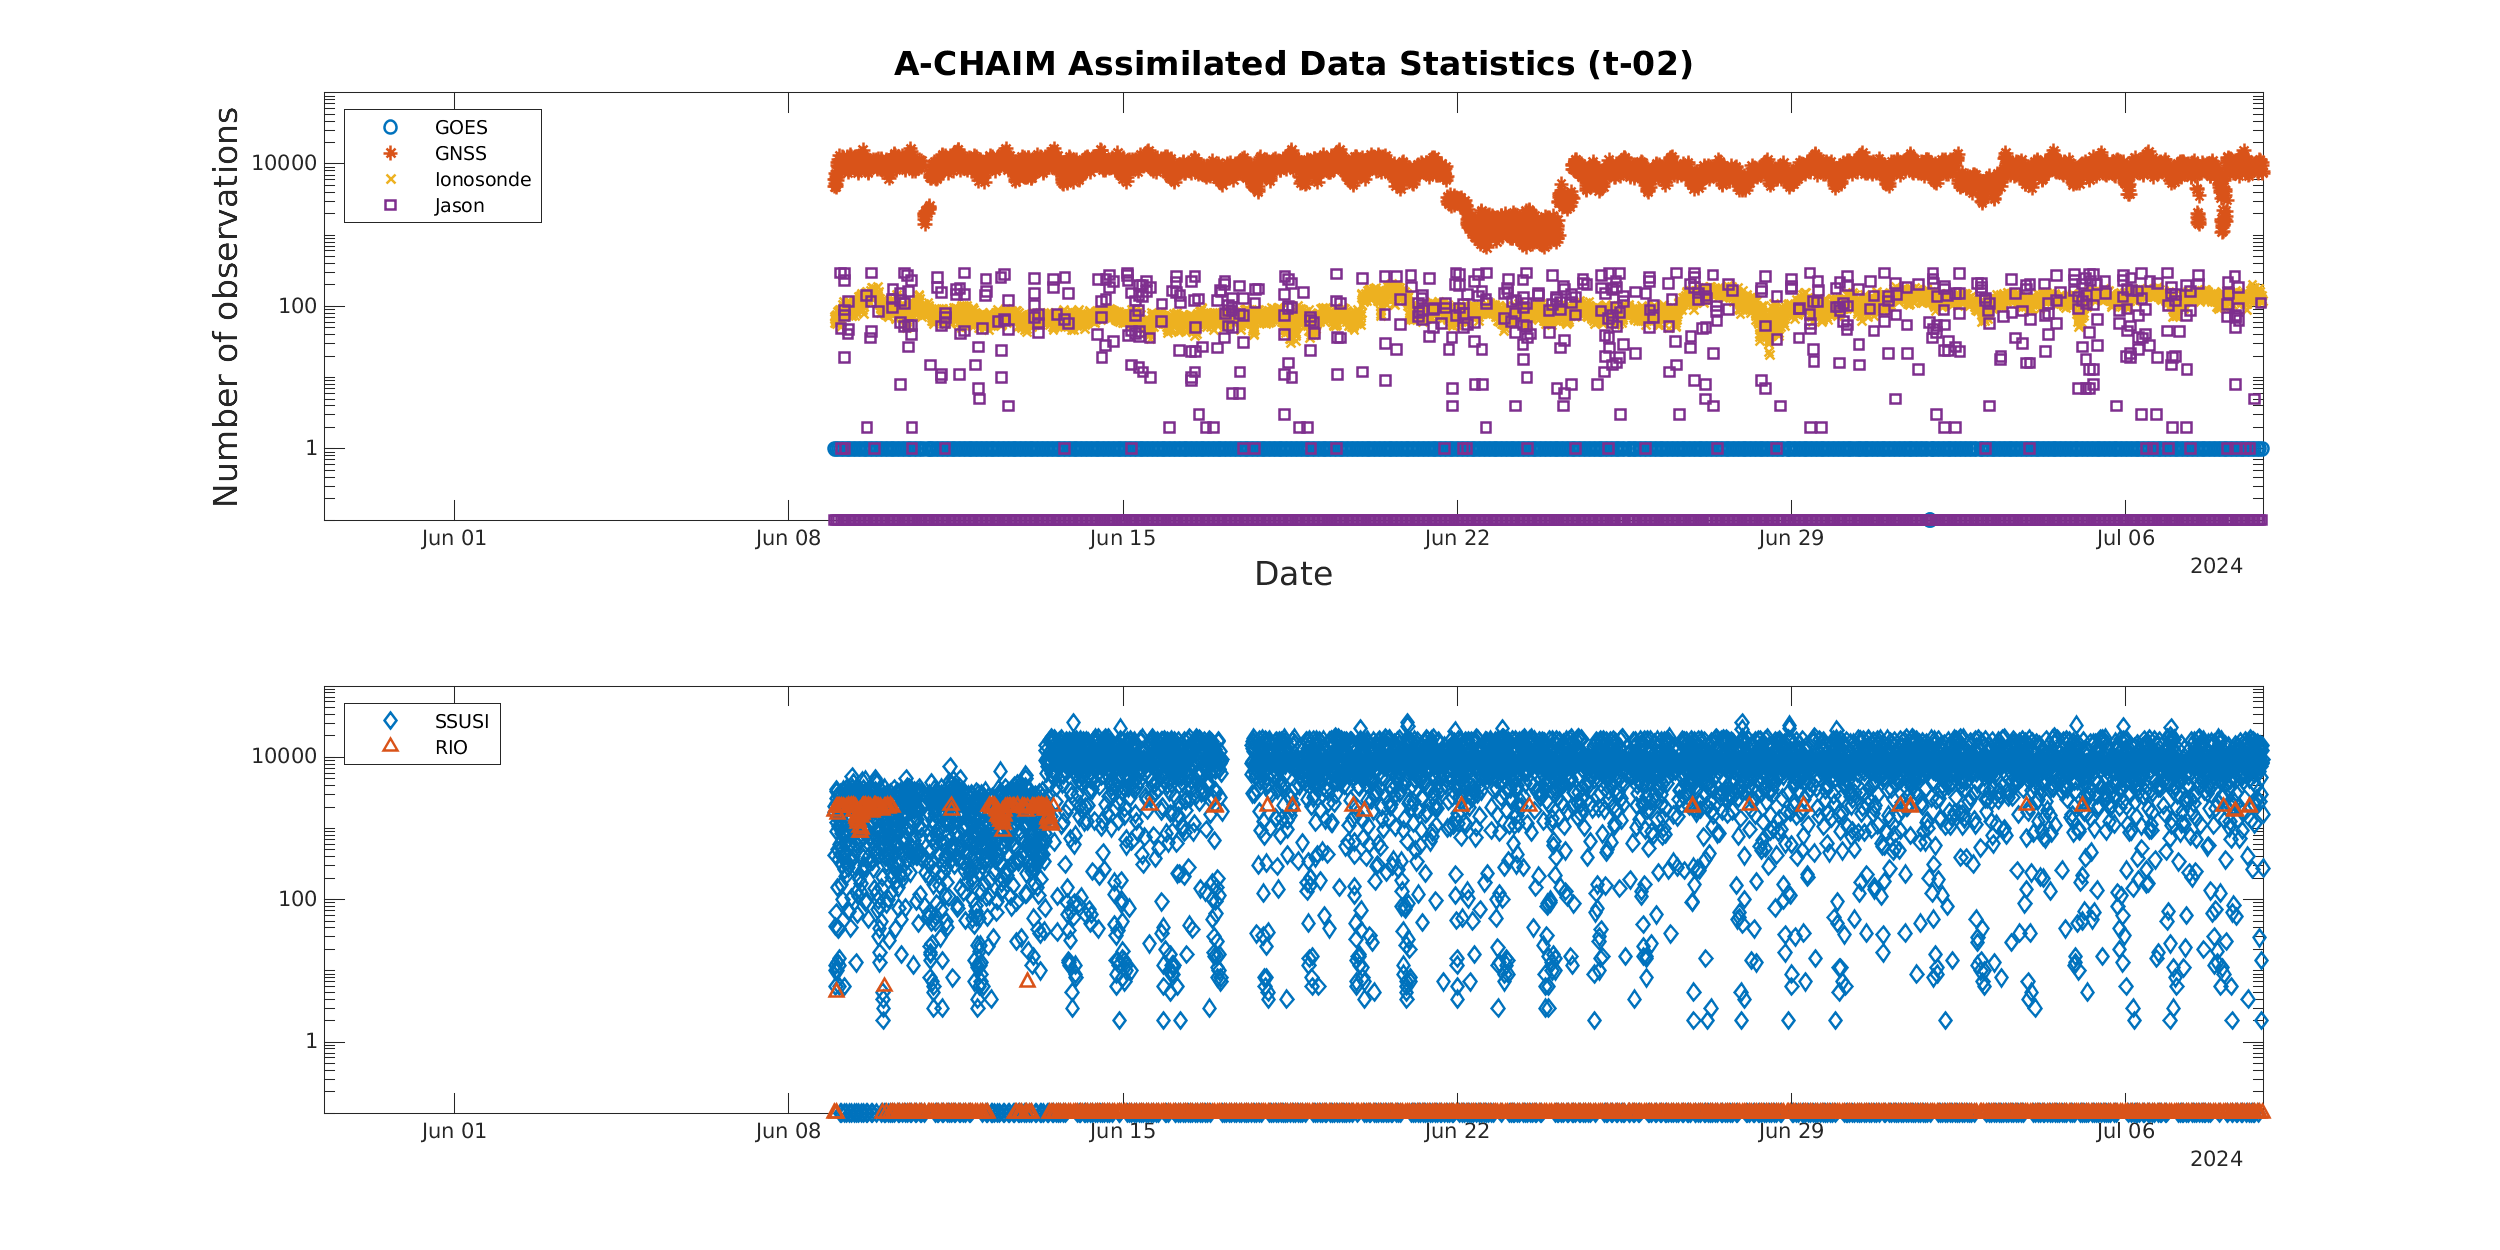 A-CHAIM Assimilated Data Statistics (t-02)
Number of observations
10000
100
1
GOES
GNSS
Ionosonde
Jason
Jun 01
Jun 08
Jun 15
Jun 22
Jun 29
Jul 06
2024
Date
10000
100
1
SSUSI
RIO
Jun 01
Jun 08
Jun 15
Jun 22
Jun 29
Jul 06
2024